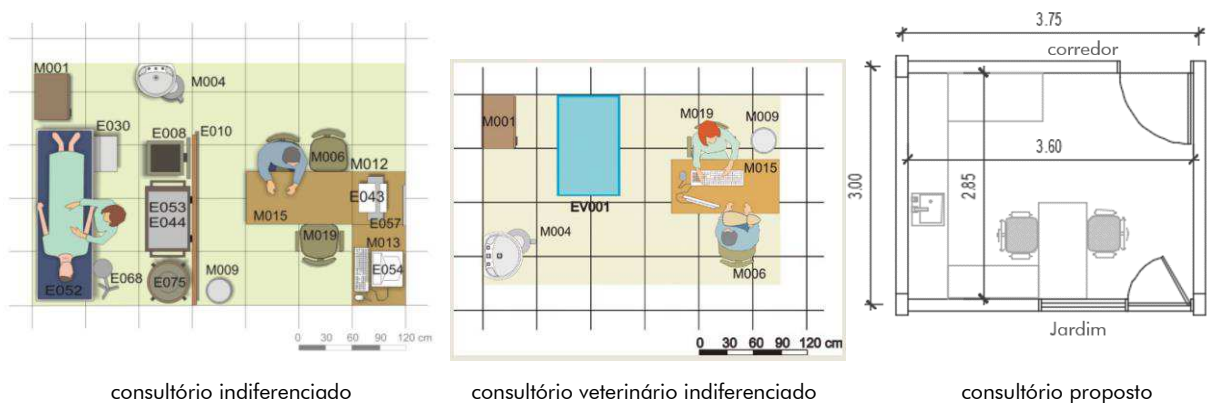 M001
M004
E030
E008
E010
M006
M012
E053
E044
E043
M015
E057
M019
M013
E068
E075
M009
E054
E052
0 30 60 90 120 cm
consultório indiferenciado
M001
M019
M009
M015
EV001
M004
M006
0 30 60 90 120 cm
consultório veterinário indiferenciado
3.75
corredor
3.60
2.85
3.00
Jardim
consultório proposto